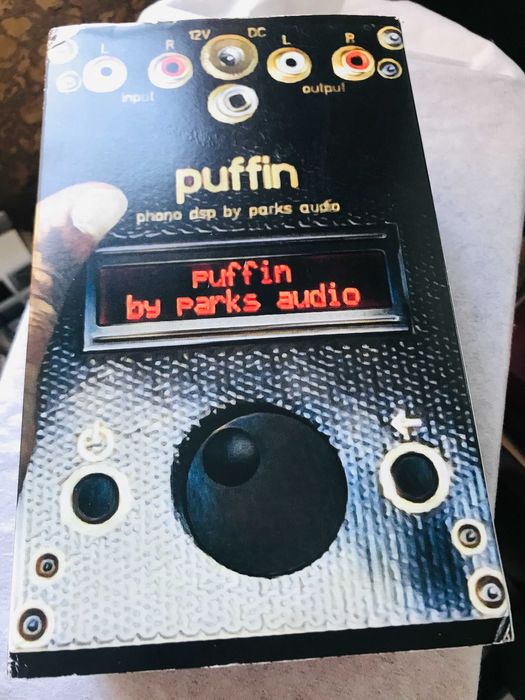 12V DC
L R L R
input output
puffin
phono dsp by parks audio
puffin
by parks audio